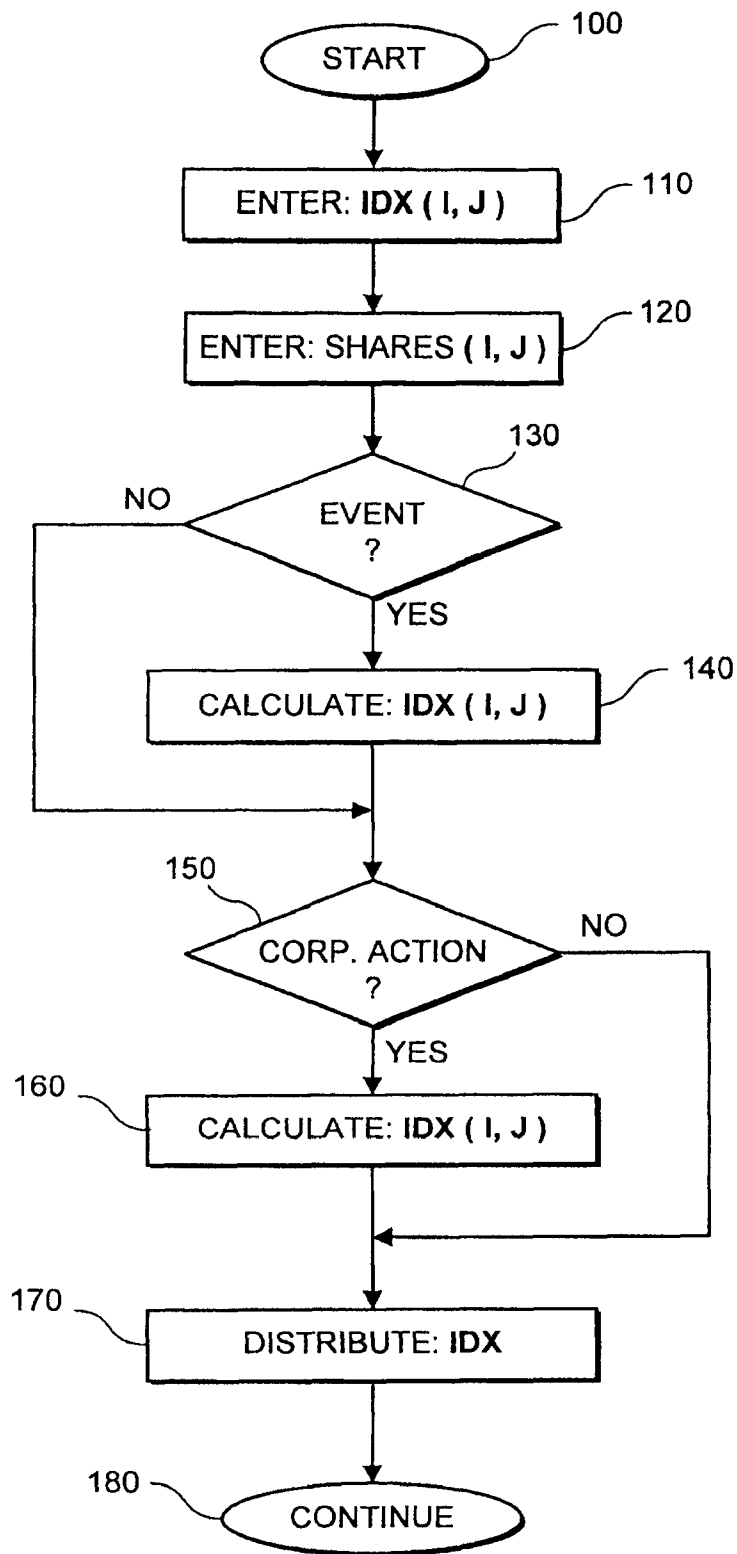 100
START
110
ENTER: IDX ( I, J )
120
ENTER: SHARES ( I, J )
130
NO
EVENT
?
YES
140
CALCULATE: IDX ( I, J )
150
NO
CORP. ACTION
?
YES
160
CALCULATE: IDX ( I, J )
170
DISTRIBUTE: IDX
180
CONTINUE